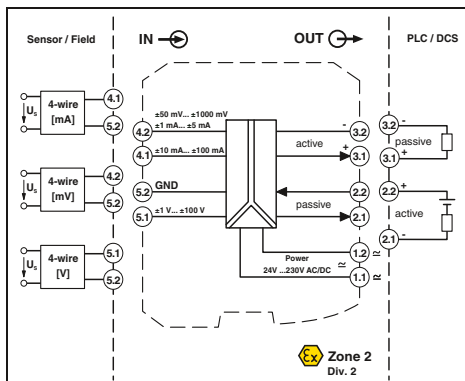 Sensor / Field
IN
OUT
PLC / DCS
±50 mV... ±1000 mV
±1 mA... ±5 mA
±10 mA... ±100 mA
GND
±1 V... ±100 V
Us
4-wire
[mA]
4.1
5.2
Us
4-wire
[mV]
4.2
5.2
Us
4-wire
[V]
5.1
5.2
4.2
4.1
5.2
5.1
-
active
+
passive
3.2
3.1
2.2
2.1
Power
24V ...230V AC/DC
≃
1.2 ≃
1.1 ≃
3.2
-
passive
3.1
+
2.2
+
active
2.1
-
Ex
Zone 2
Div. 2